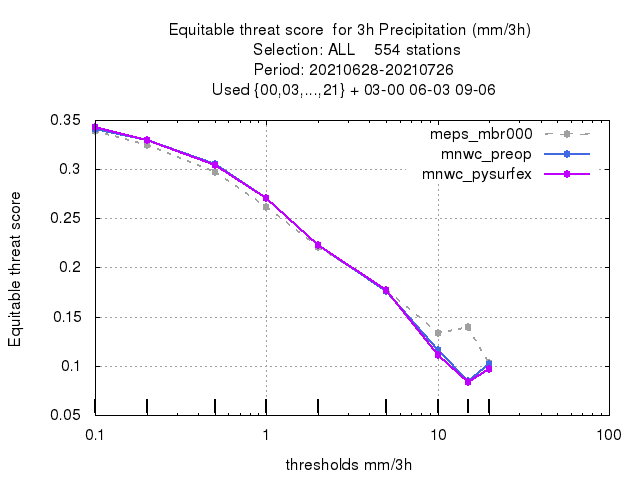 Equitable threat score  for 3h Precipitation (mm/3h)
Selection: ALL    554 stations
Period: 20210628-20210726
Used {00,03,...,21} + 03-00 06-03 09-06
meps_mbr000
mnwc_preop
mnwc_pysurfex
Equitable threat score
0.35
0.3
0.25
0.2
0.15
0.1
0.05
0.1 1 10 100
thresholds mm/3h